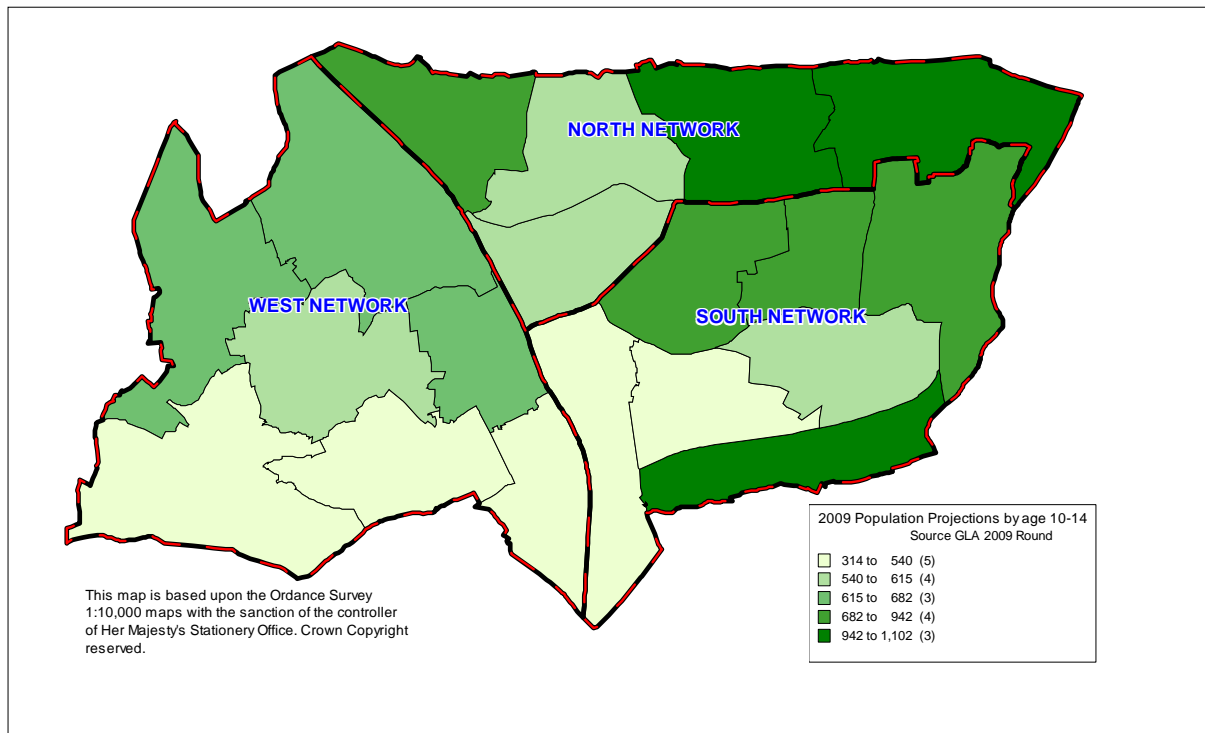 NORTH NETWORK
WEST NETWORK
SOUTH NETWORK
2009 Population Projections by age 10-14
Source GLA 2009 Round
314 to 540 (5)
540 to 615 (4)
615 to 682 (3)
682 to 942 (4)
942 to 1,102 (3)
This map is based upon the Ordance Survey
1:10,000 maps with the sanction of the controller
of Her Majesty's Stationery Office. Crown Copyright
reserved.